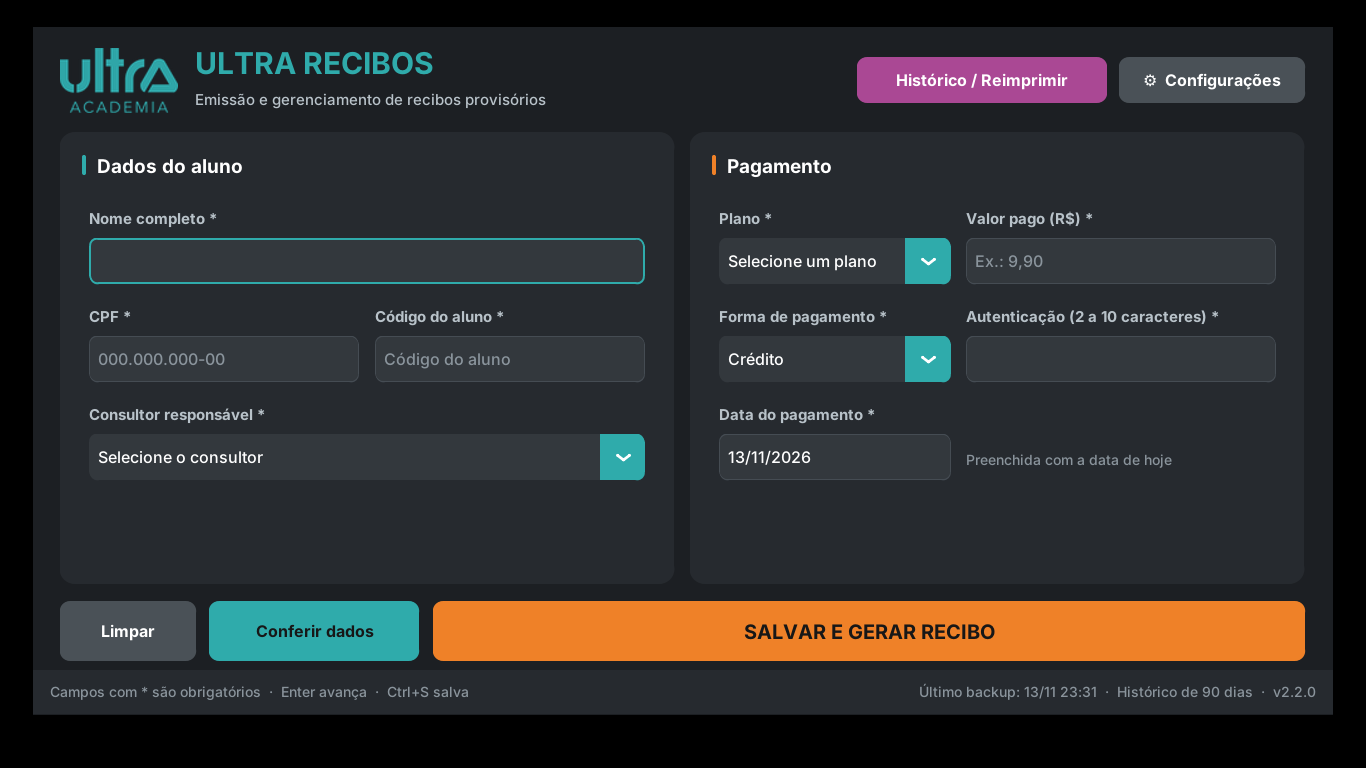 ultra
ACADEMIA
ULTRA RECIBOS
Emissão e gerenciamento de recibos provisórios
Histórico / Reimprimir
⚙ Configurações
Dados do aluno
Nome completo *
CPF *
Código do aluno *
000.000.000-00
Código do aluno
Consultor responsável *
Selecione o consultor
Pagamento
Plano *
Valor pago (R$) *
Selecione um plano
Ex.: 9,90
Forma de pagamento *
Autenticação (2 a 10 caracteres) *
Crédito
Data do pagamento *
13/11/2026
Preenchida com a data de hoje
Limpar
Conferir dados
SALVAR E GERAR RECIBO
Campos com * são obrigatórios · Enter avança · Ctrl+S salva
Último backup: 13/11 23:31 · Histórico de 90 dias · v2.2.0